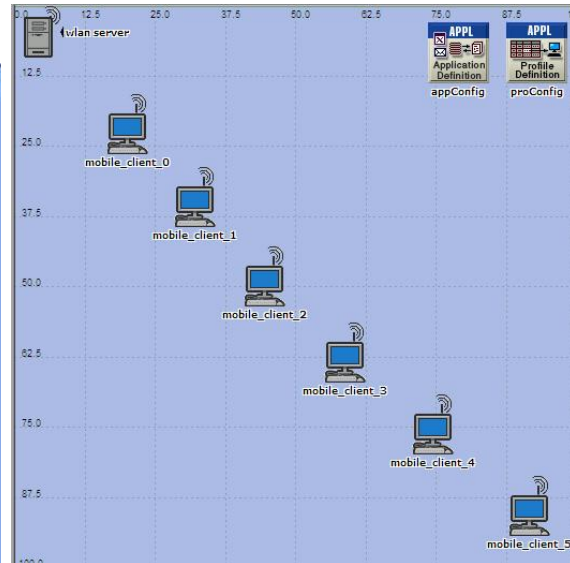 0.0 12.5 25.0 37.5 50.0 62.5 75.0 87.5
wlan server
APPL
Application
Definition
appConfig
APPL
Profile
Definition
proConfig
12.5
mobile_client_0
25.0
mobile_client_1
37.5
50.0
mobile_client_2
62.5
mobile_client_3
75.0
mobile_client_4
87.5
mobile_client_5
100.0